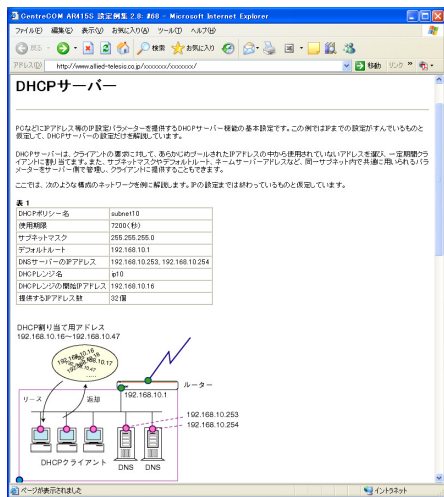 CentreCOM AR415S 設定例集 2.8: #68 - Microsoft Internet Explorer
ファイル(F) 編集(E) 表示(V) お気に入り(A) ツール(T) ヘルプ(H)
戻る 検索 お気に入り
アドレス(D) http://www.allied-telesis.co.jp/xxxxxxx/xxxxxxx/ 移動 リンク »
DHCPサーバー
PCなどにIPアドレス等のIP設定パラメーターを提供するDHCPサーバー機能の基本設定です。この例ではIPまでの設定がすんでいるものと
仮定して、DHCPサーバーの設定だけを解説しています。
DHCPサーバーは、クライアントの要求に対して、あらかじめプールされたIPアドレスの中から使用されていないアドレスを選び、一定期間クラ
イアントに割り当てます。また、サブネットマスクやデフォルトルート、ネームサーバーアドレスなど、同一サブネット内で共通に用いられるパラ
メーターをサーバー側で管理し、クライアントに提供することもできます。
ここでは、次のような構成のネットワークを例に解説します。IPの設定までは終わっているものと仮定しています。
表 1
DHCPポリシー名 subnet10
使用期限 7200(秒)
サブネットマスク 255.255.255.0
デフォルトルート 192.168.10.1
DNSサーバーのIPアドレス 192.168.10.253, 192.168.10.254
DHCPレンジ名 ip10
DHCPレンジの開始IPアドレス 192.168.10.16
提供するIPアドレス数 32個
DHCP割り当て用アドレス
192.168.10.16～192.168.10.47
192.168.10.16
192.168.10.17
192.168.10.47
ルーター
リース 返却 192.168.10.1
192.168.10.253
192.168.10.254
DHCPクライアント DNS DNS
ページが表示されました イントラネット